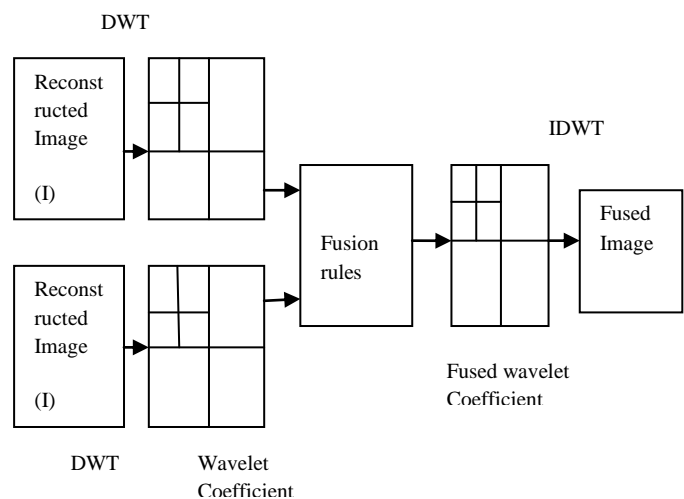 DWT
Reconst
ructed
Image
(I)
IDWT
Fusion
rules
Fused
Image
Reconst
ructed
Image
(I)
Fused wavelet
Coefficient
DWT
Wavelet
Coefficient